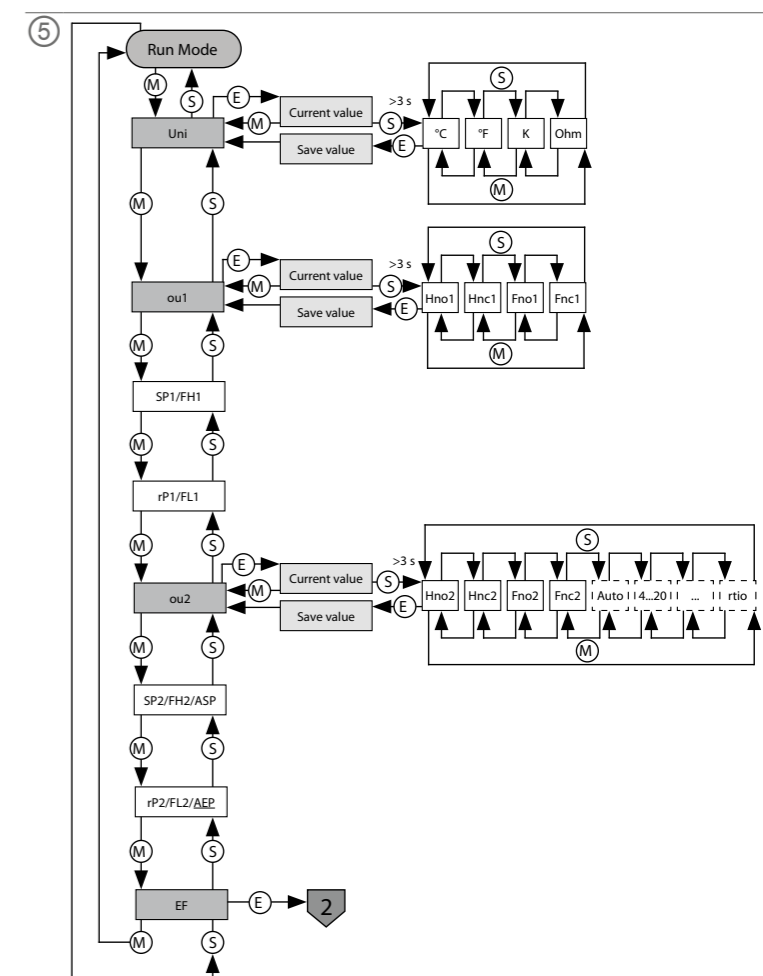 5
Run Mode
M
S
E
Current value
>3 s
S
Uni
M
S
°C
°F
K
Ohm
Save value
E
M
M
S
E
Current value
>3 s
S
M
S
ou1
Hno1
Hnc1
Fno1
Fnc1
Save value
E
M
M
S
SP1/FH1
M
S
rP1/FL1
M
S
E
Current value
>3 s
S
M
S
ou2
Hno2
Hnc2
Fno2
Fnc2
Auto
4...20
...
rtio
Save value
E
M
M
S
SP2/FH2/ASP
M
S
rP2/FL2/AEP
M
S
EF
E
2
M
S